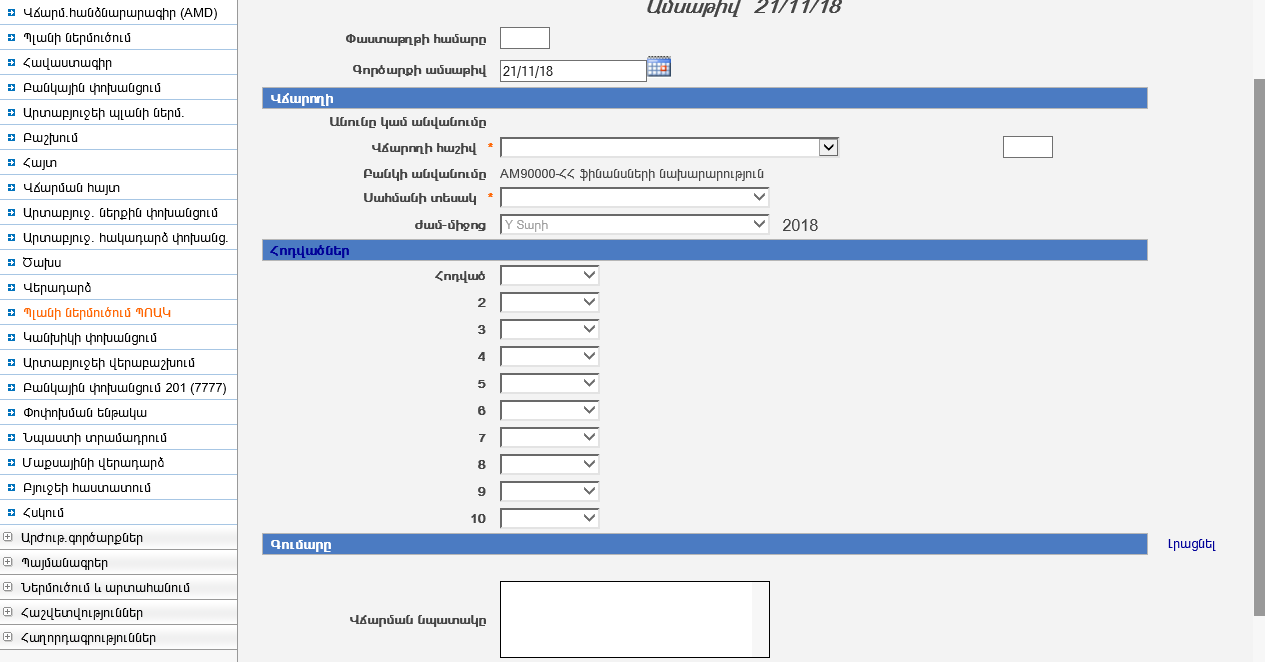 Վճարմ.հանձնարարագիր (AMD)
Պլանի ներմուծում
Հավաստագիր
Բանկային փոխանցում
Արտաբյուջեի պլանի ներմ.
Բաշխում
Հայտ
Վճարման հայտ
Արտաբյուջ. ներքին փոխանցում
Արտաբյուջ. հակադարձ փոխանց.
Ծախս
Վերադարձ
Պլանի ներմուծում ՊՈԱԿ
Կանխիկի փոխանցում
Արտաբյուջեի վերաբաշխում
Բանկային փոխանցում 201 (7777)
Փոփոխման ենթակա
Նպաստի տրամադրում
Մաքսայինի վերադարձ
Բյուջեի հաստատում
Հսկում
Արժութ.գործարքներ
Պայմանագրեր
Ներմուծում և արտահանում
Հաշվետվություններ
Հաղորդագրություններ
Ամսաթիվ 21/11/18
Փաստաթղթի համարը
Գործարքի ամսաթիվ 21/11/18
Վճարողի
Անունը կամ անվանումը
Վճարողի հաշիվ *
Բանկի անվանումը AM90000-ՀՀ ֆինանսների նախարարություն
Սահմանի տեսակ *
Ժամ-միջոց Y Տարի 2018
Հոդվածներ
Հոդված
2
3
4
5
6
7
8
9
10
Գումարը
Լրացնել
Վճարման նպատակը